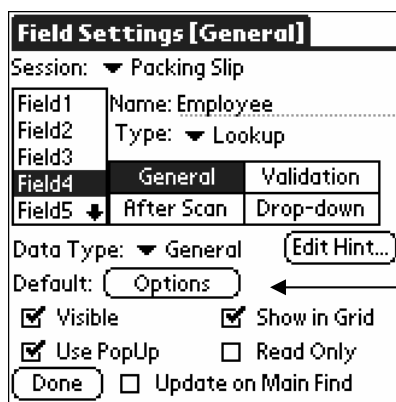 Field Settings [General]
Session: Packing Slip
Field1
Field2
Field3
Field4
Field5
Name: Employee
Type: Lookup
General Validation
After Scan Drop-down
Data Type: General Edit Hint...
Default: Options
Visible Show in Grid
Use PopUp Read Only
Done Update on Main Find